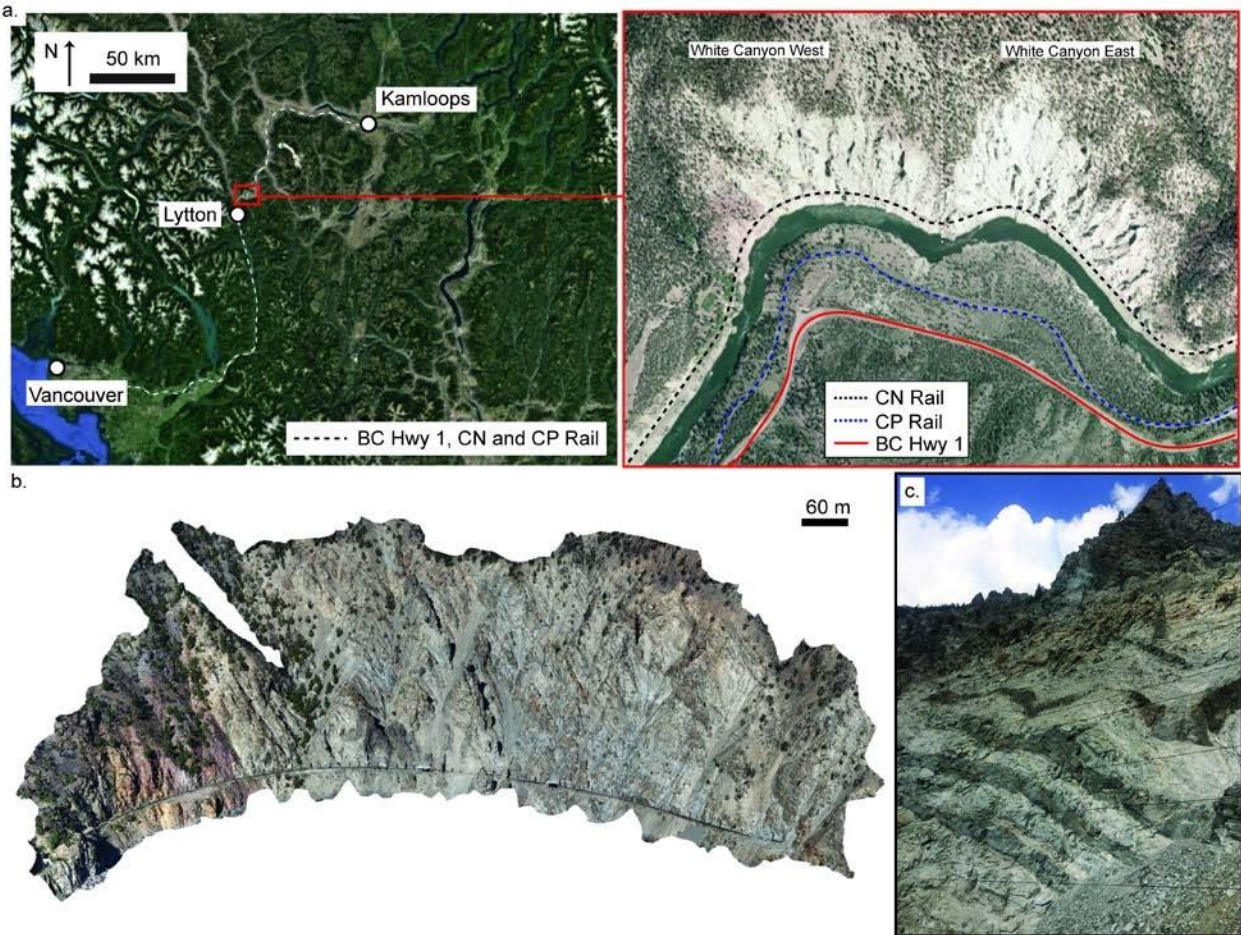 a.
N
50 km
Kamloops
Lytton
Vancouver
BC Hwy 1, CN and CP Rail
White Canyon West
White Canyon East
CN Rail
CP Rail
BC Hwy 1
b.
60 m
c.